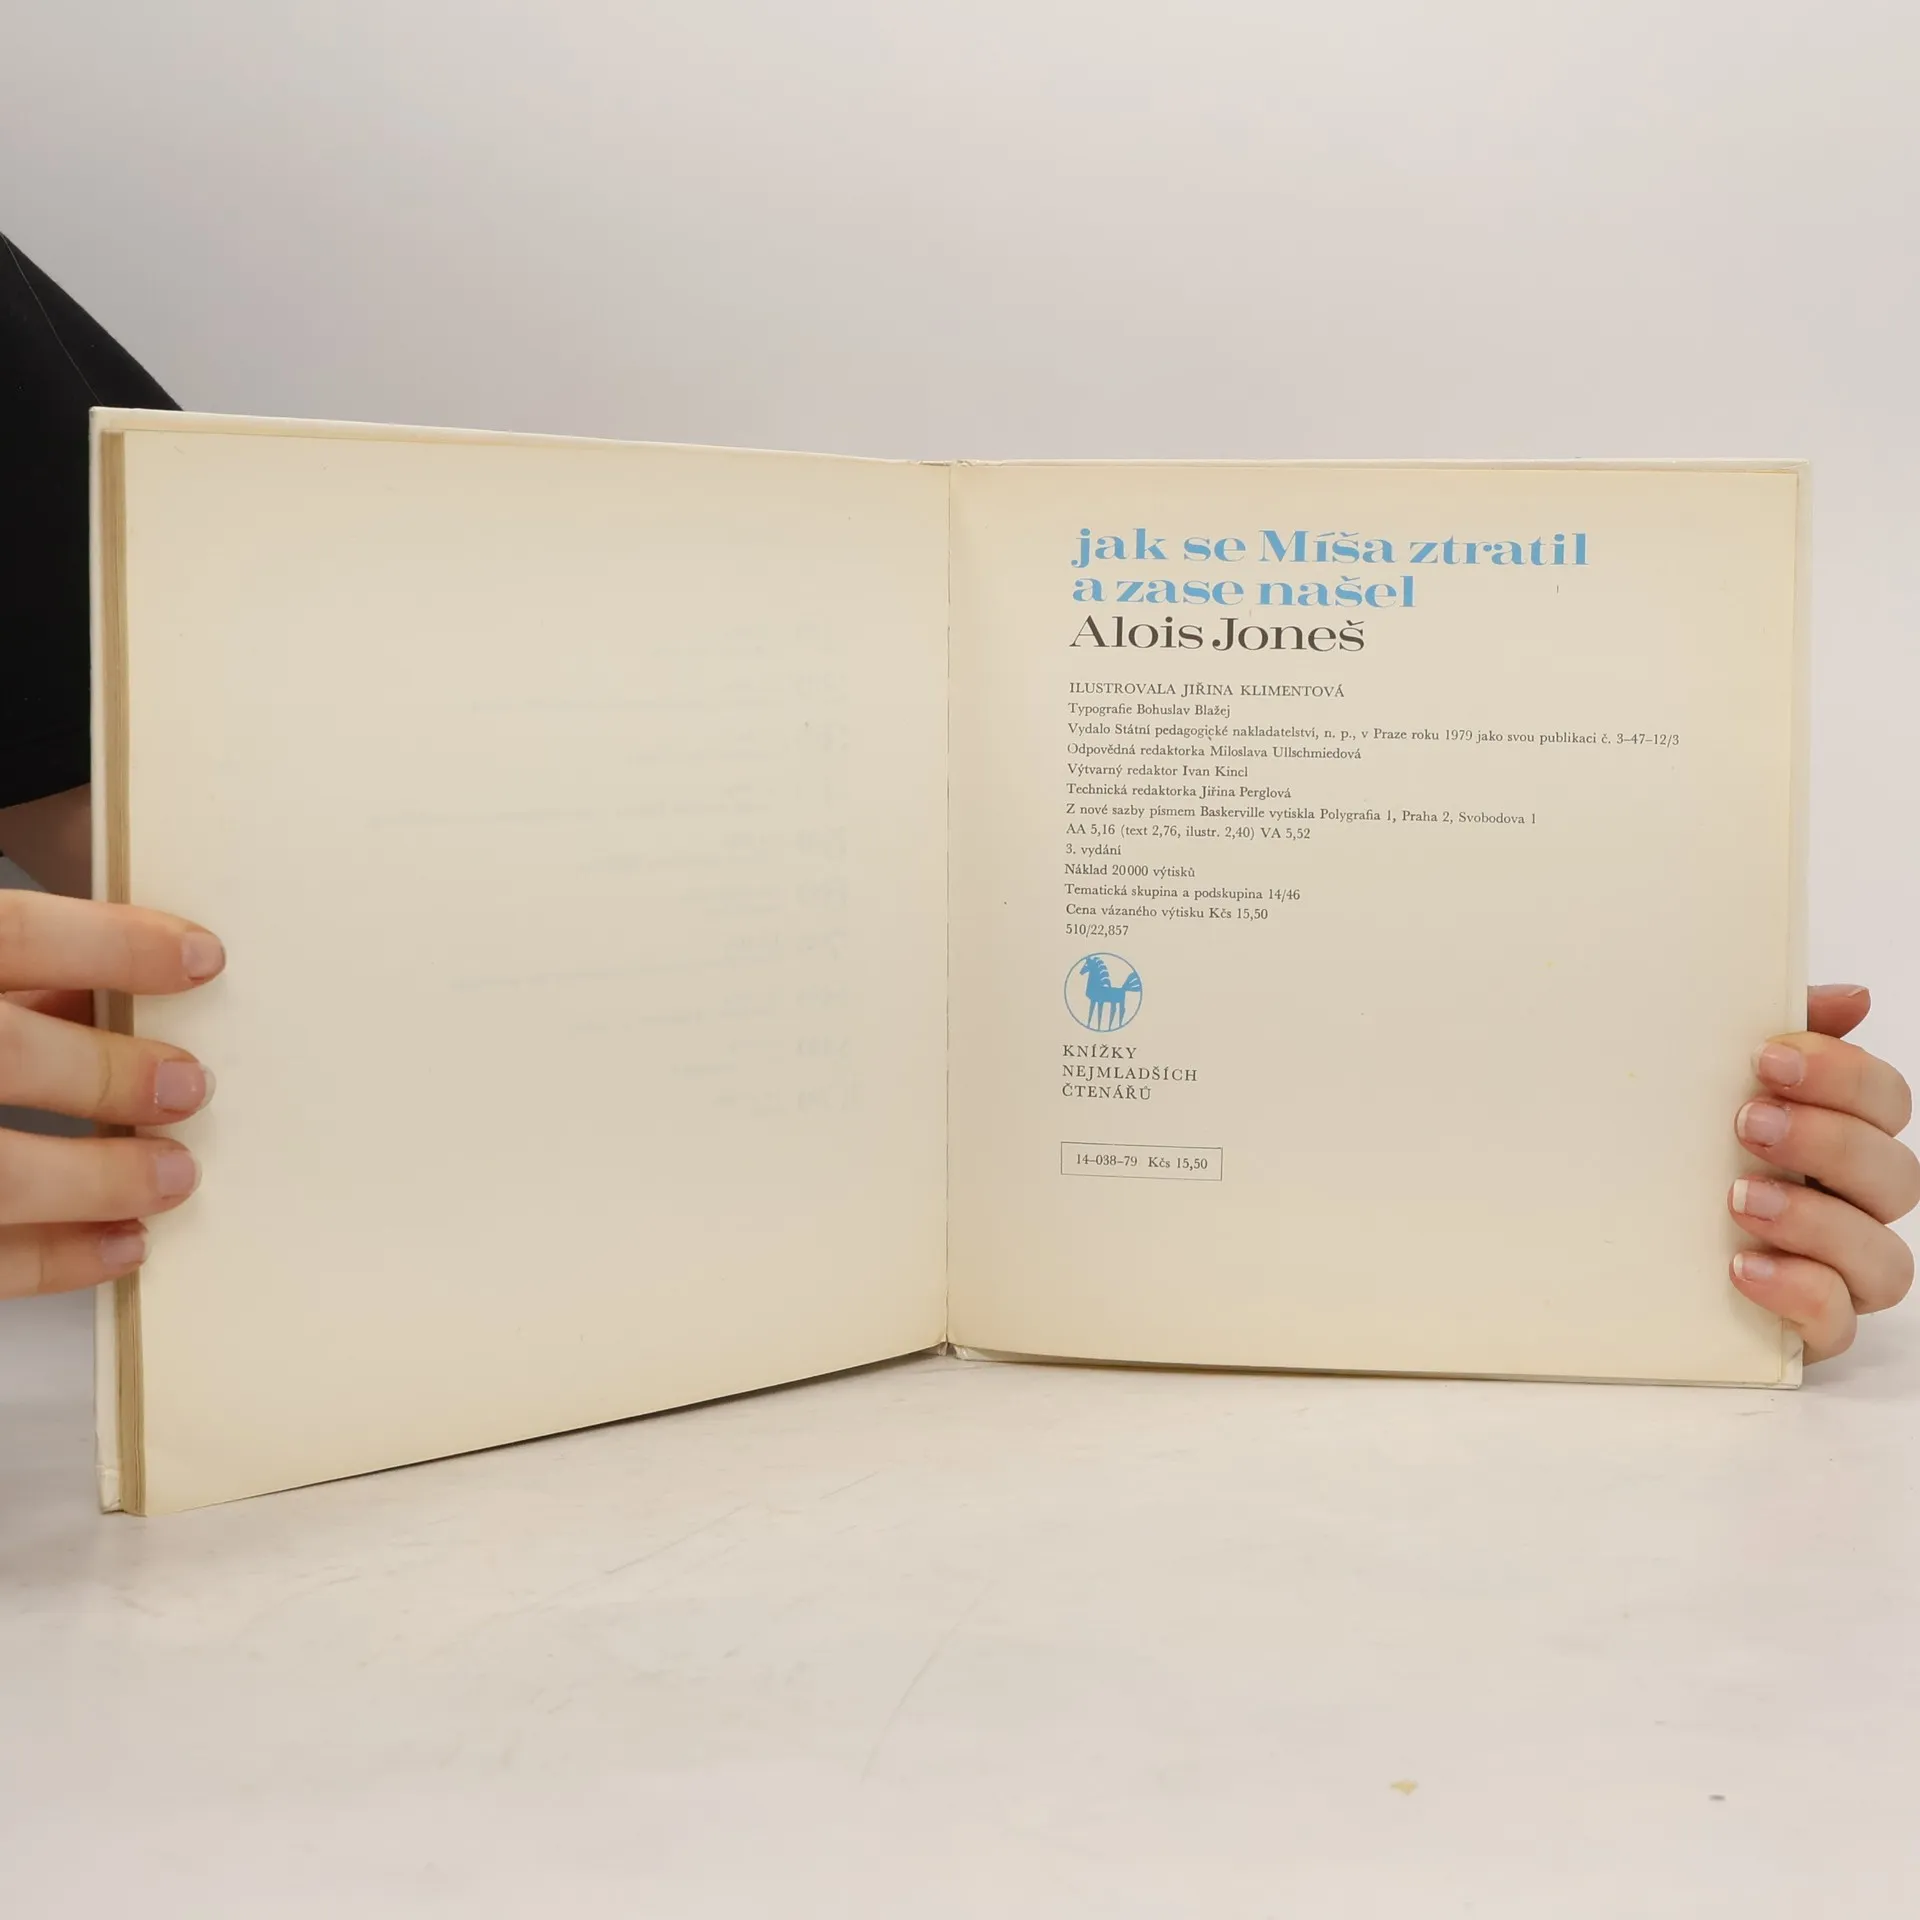 jak se Míša ztratil
a zase našel
Alois Joneš
ILUSTROVALA JIŘINA KLIMENTOVÁ
Typografie Bohuslav Blažej
Vydalo Státní pedagogické nakladatelství, n. p., v Praze roku 1979 jako svou publikaci č. 3–47–12/3
Odpovědná redaktorka Miloslava Ullschmiedová
Výtvarný redaktor Ivan Kincl
Technická redaktorka Jiřina Perglová
Z nové sazby písmem Baskerville vytiskla Polygrafia 1, Praha 2, Svobodova 1
AA 5,16 (text 2,76, ilustr. 2,40) VA 5,52
3. vydání
Náklad 20000 výtisků
Tematická skupina a podskupina 14/46
Cena vázaného výtisku Kčs 15,50
510/22,857
KNÍŽKY
NEJMLADŠÍCH
ČTENÁŘŮ
14–038–79 Kčs 15,50